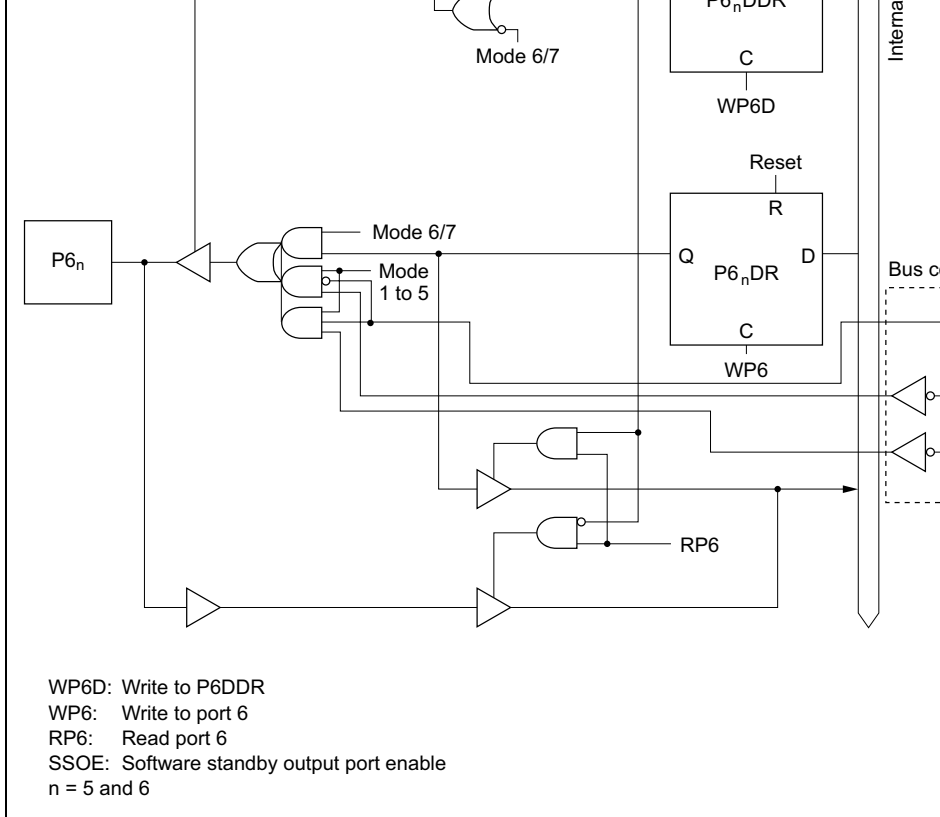 P6nDDR
Interna
Mode 6/7
C
WP6D
Reset
R
Mode 6/7
P6n
Q
D
Mode
1 to 5
P6nDR
Bus c
C
WP6
RP6
WP6D: Write to P6DDR
WP6: Write to port 6
RP6: Read port 6
SSOE: Software standby output port enable
n = 5 and 6